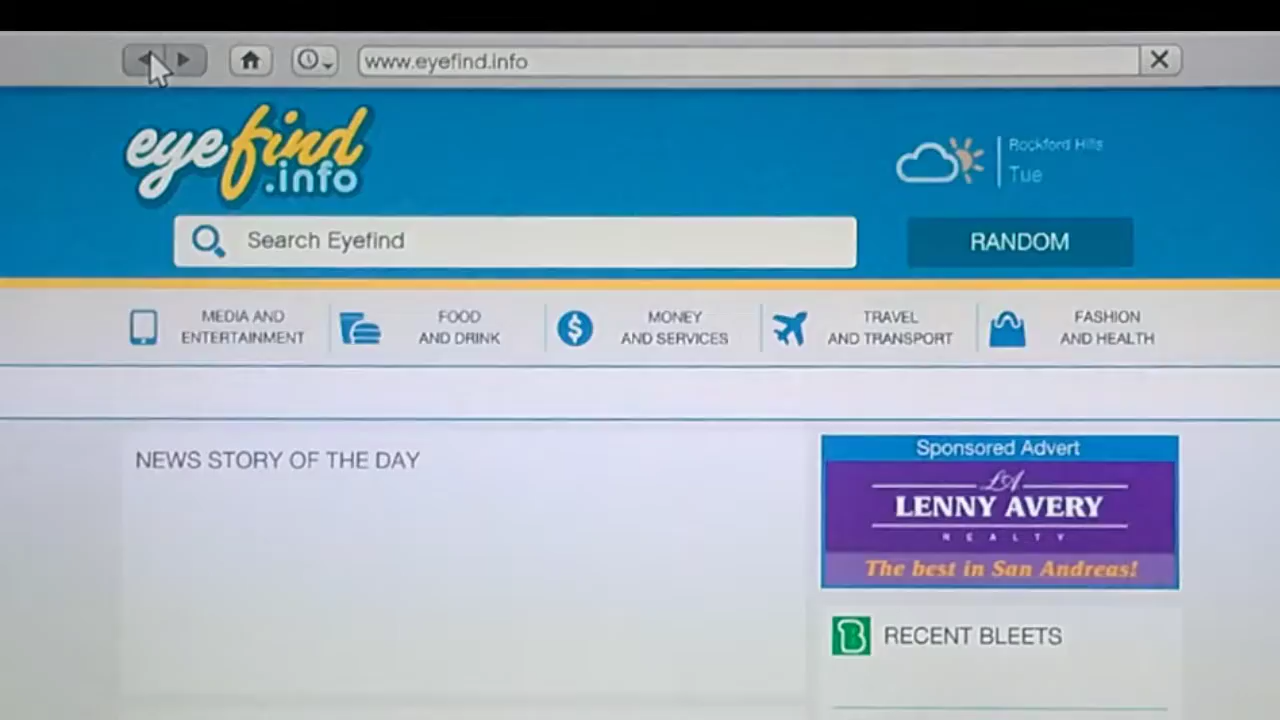 www.eyefind.info
eyefind
.info
Rockford Hills
Tue
Search Eyefind
RANDOM
MEDIA AND
ENTERTAINMENT
FOOD
AND DRINK
MONEY
AND SERVICES
TRAVEL
AND TRANSPORT
FASHION
AND HEALTH
NEWS STORY OF THE DAY
Sponsored Advert
LA
LENNY AVERY
REALTY
The best in San Andreas!
B RECENT BLEETS